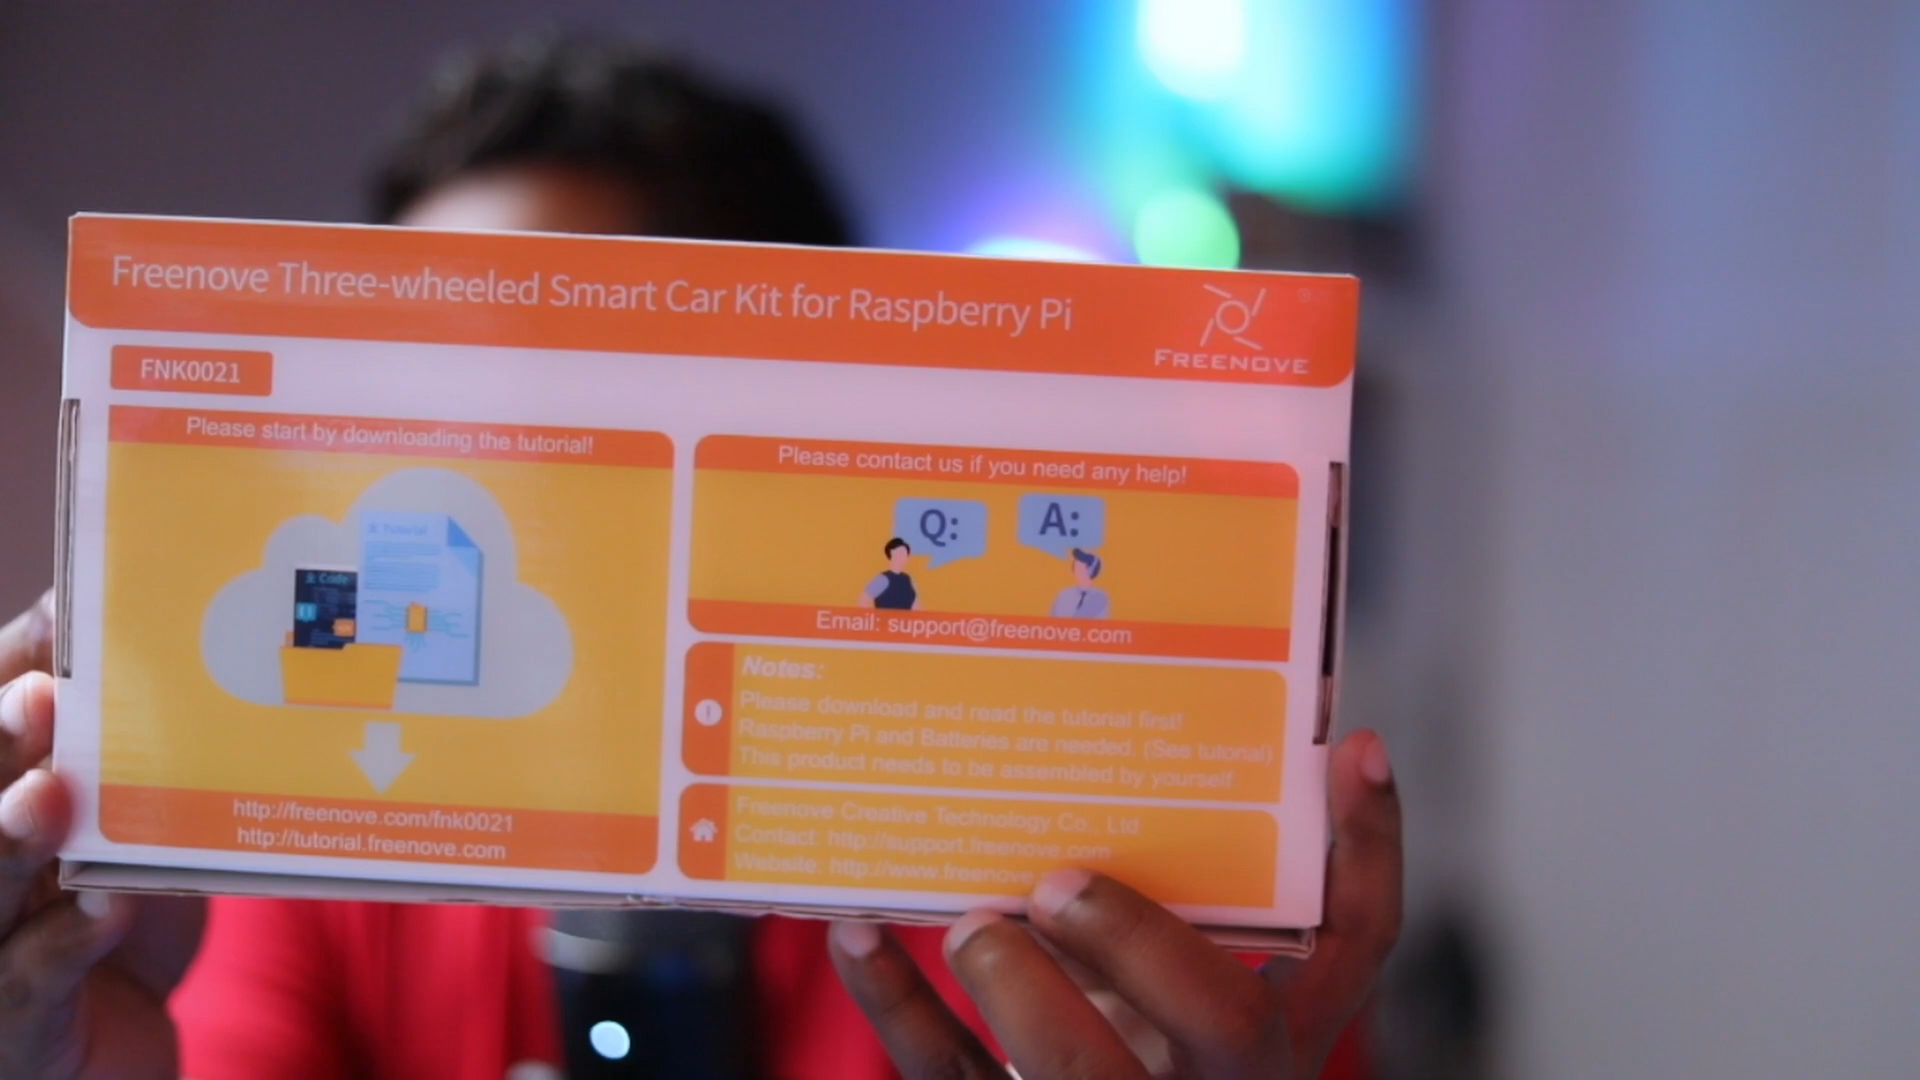 Freenove Three-wheeled Smart Car Kit for Raspberry Pi
FREENOVE
FNK0021
Please start by downloading the tutorial!
Tutorial
Code
http://freenove.com/fnk0021
http://tutorial.freenove.com
Please contact us if you need any help!
Q:
A:
Email: support@freenove.com
Notes:
Please download and read the tutorial first!
Raspberry Pi and Batteries are needed. (See tutorial)
This product needs to be assembled by yourself
Freenove Creative Technology Co., Ltd
Contact: http://support.freenove.com
Website: http://www.freenove.